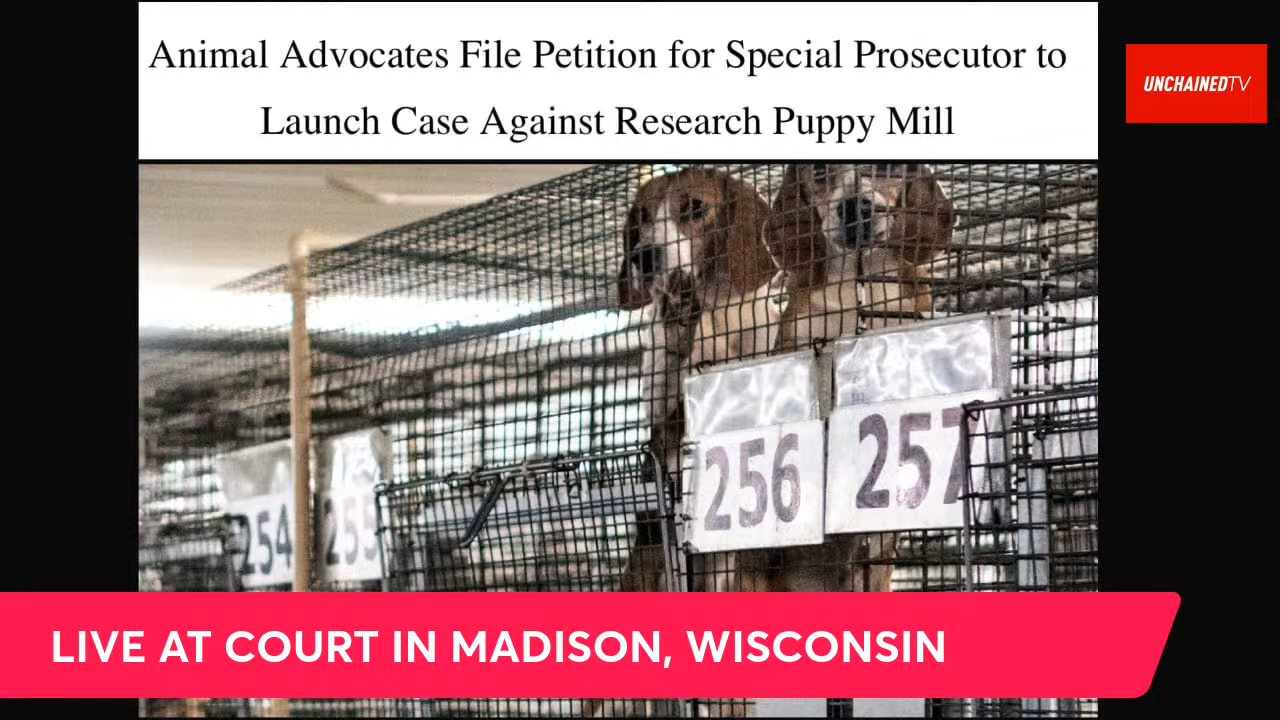 Animal Advocates File Petition for Special Prosecutor to
Launch Case Against Research Puppy Mill
UNCHAINEDTV
254
255
256
257
LIVE AT COURT IN MADISON, WISCONSIN